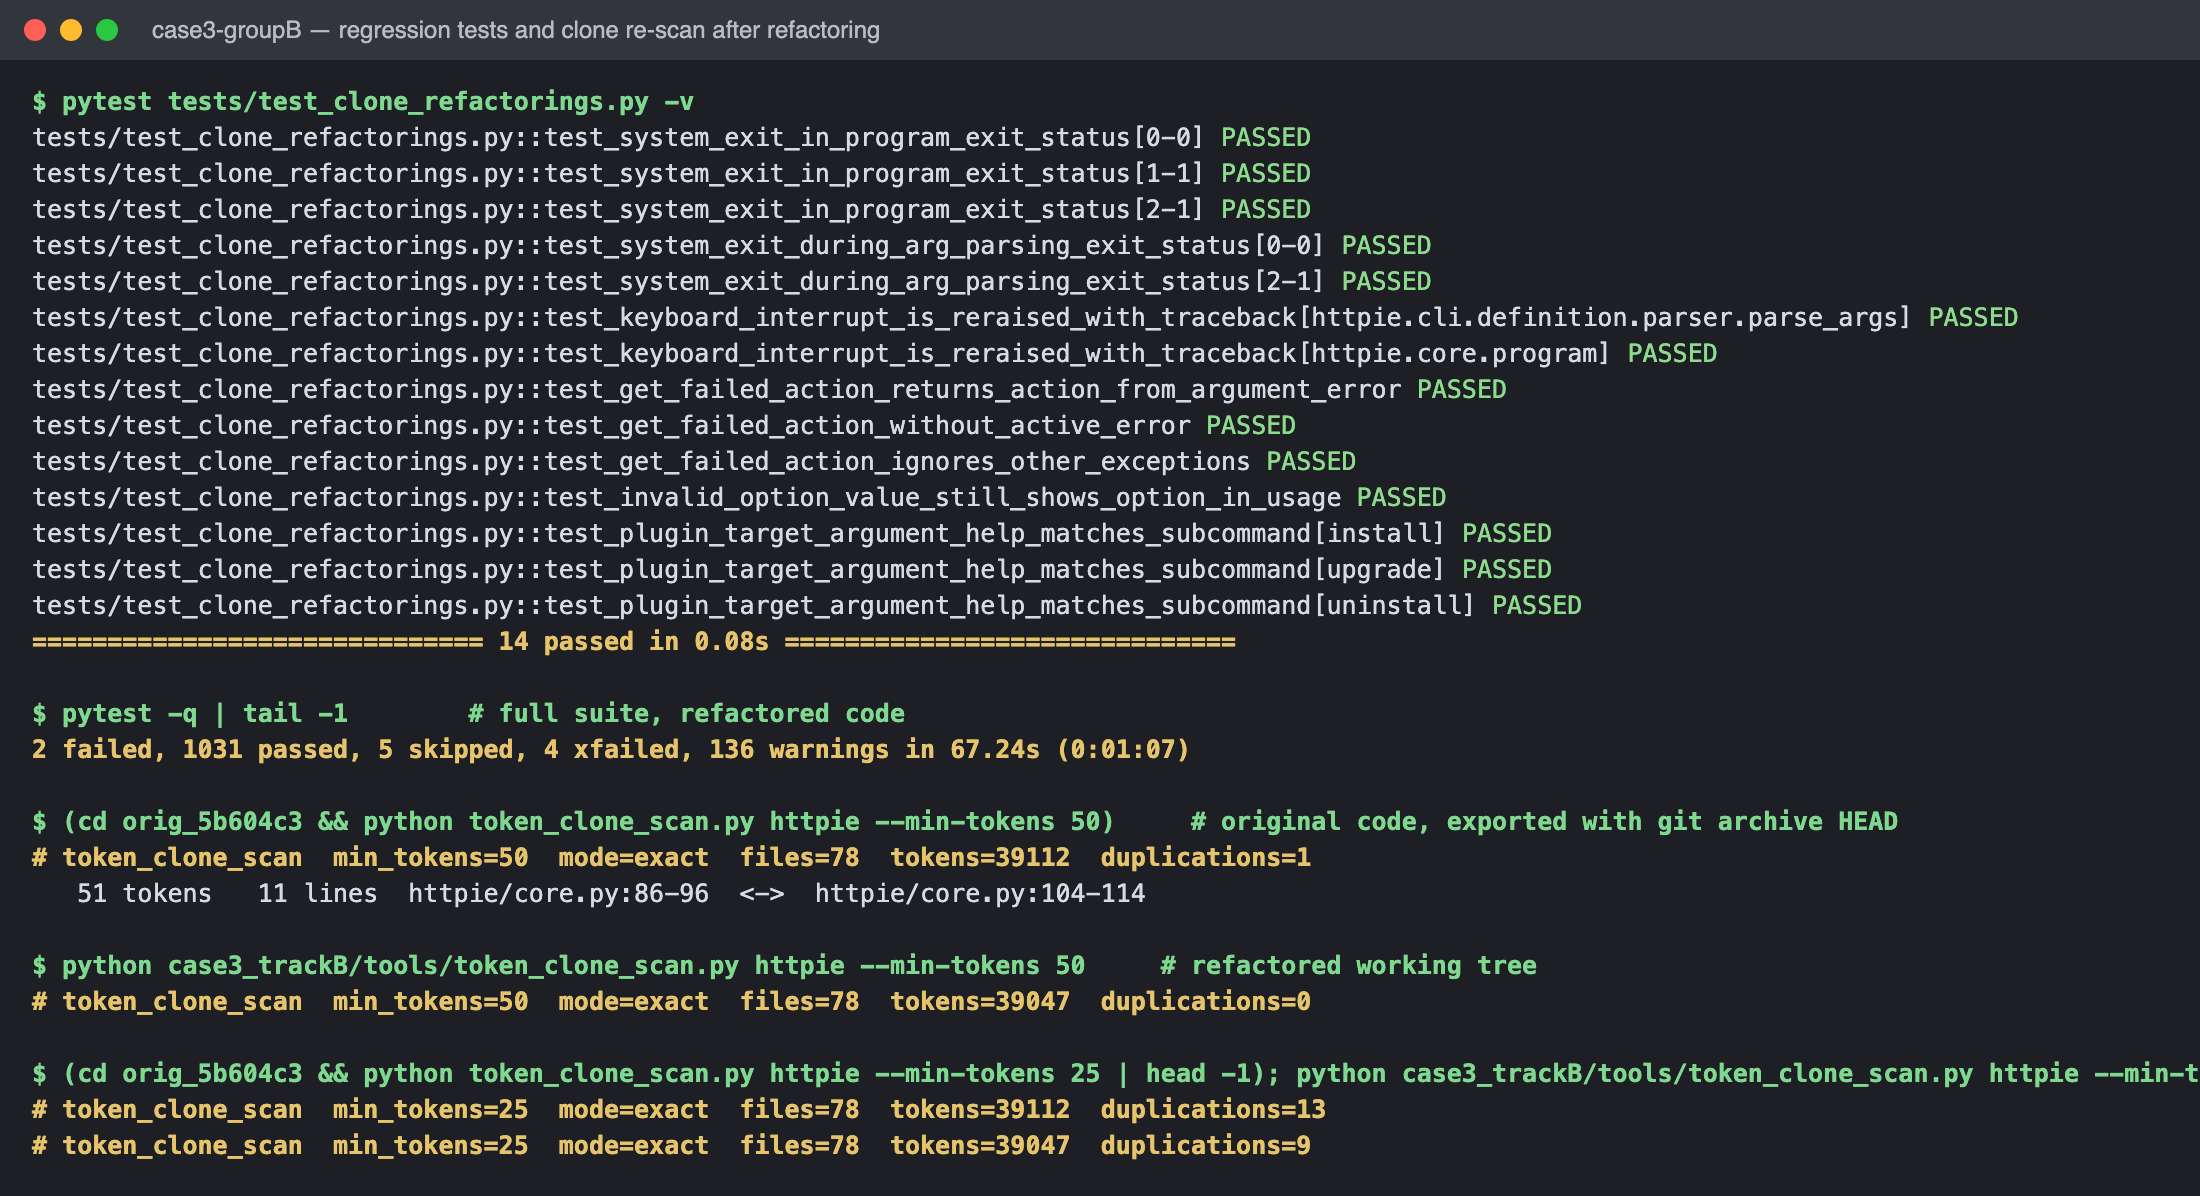 case3-groupB — regression tests and clone re-scan after refactoring
$ pytest tests/test_clone_refactorings.py -v
tests/test_clone_refactorings.py::test_system_exit_in_program_exit_status[0-0] PASSED
tests/test_clone_refactorings.py::test_system_exit_in_program_exit_status[1-1] PASSED
tests/test_clone_refactorings.py::test_system_exit_in_program_exit_status[2-1] PASSED
tests/test_clone_refactorings.py::test_system_exit_during_arg_parsing_exit_status[0-0] PASSED
tests/test_clone_refactorings.py::test_system_exit_during_arg_parsing_exit_status[2-1] PASSED
tests/test_clone_refactorings.py::test_keyboard_interrupt_is_reraised_with_traceback[httpie.cli.definition.parser.parse_args] PASSED
tests/test_clone_refactorings.py::test_keyboard_interrupt_is_reraised_with_traceback[httpie.core.program] PASSED
tests/test_clone_refactorings.py::test_get_failed_action_returns_action_from_argument_error PASSED
tests/test_clone_refactorings.py::test_get_failed_action_without_active_error PASSED
tests/test_clone_refactorings.py::test_get_failed_action_ignores_other_exceptions PASSED
tests/test_clone_refactorings.py::test_invalid_option_value_still_shows_option_in_usage PASSED
tests/test_clone_refactorings.py::test_plugin_target_argument_help_matches_subcommand[install] PASSED
tests/test_clone_refactorings.py::test_plugin_target_argument_help_matches_subcommand[upgrade] PASSED
tests/test_clone_refactorings.py::test_plugin_target_argument_help_matches_subcommand[uninstall] PASSED
============================== 14 passed in 0.08s ==============================
$ pytest -q | tail -1        # full suite, refactored code
2 failed, 1031 passed, 5 skipped, 4 xfailed, 136 warnings in 67.24s (0:01:07)
$ (cd orig_5b604c3 && python token_clone_scan.py httpie --min-tokens 50)     # original code, exported with git archive HEAD
# token_clone_scan  min_tokens=50  mode=exact  files=78  tokens=39112  duplications=1
   51 tokens   11 lines  httpie/core.py:86-96  <->  httpie/core.py:104-114
$ python case3_trackB/tools/token_clone_scan.py httpie --min-tokens 50     # refactored working tree
# token_clone_scan  min_tokens=50  mode=exact  files=78  tokens=39047  duplications=0
$ (cd orig_5b604c3 && python token_clone_scan.py httpie --min-tokens 25 | head -1); python case3_trackB/tools/token_clone_scan.py httpie --min-t
# token_clone_scan  min_tokens=25  mode=exact  files=78  tokens=39112  duplications=13
# token_clone_scan  min_tokens=25  mode=exact  files=78  tokens=39047  duplications=9